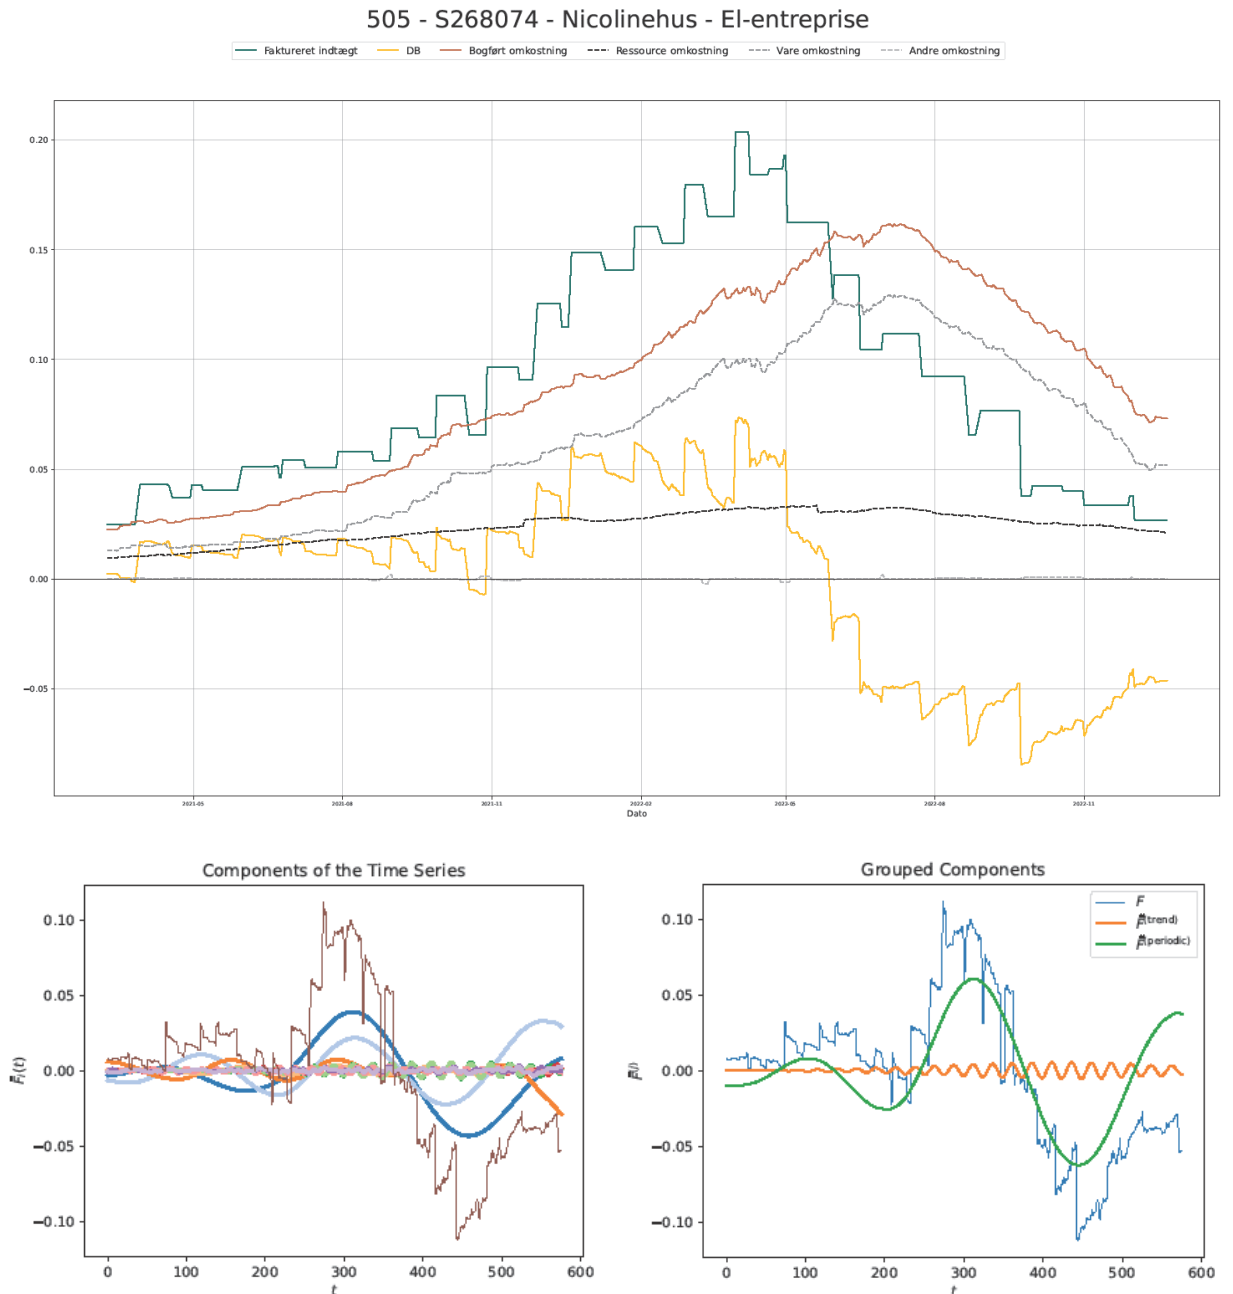 505 - S268074 - Nicolinehus - El-entreprise
Faktureret indtægt DB Bogført omkostning Ressource omkostning Vare omkostning Andre omkostning
0.20
0.15
0.10
0.05
0.00
−0.05
2021-05 2021-08 2021-11 2022-02 2022-05 2022-08 2022-11
Dato
Components of the Time Series
0.10
0.05
0.00
−0.05
−0.10
F̃ᵢ(t)
0 100 200 300 400 500 600
t
Grouped Components
F
F̃(trend)
F̃(periodic)
0.10
0.05
0.00
−0.05
−0.10
0 100 200 300 400 500 600
t